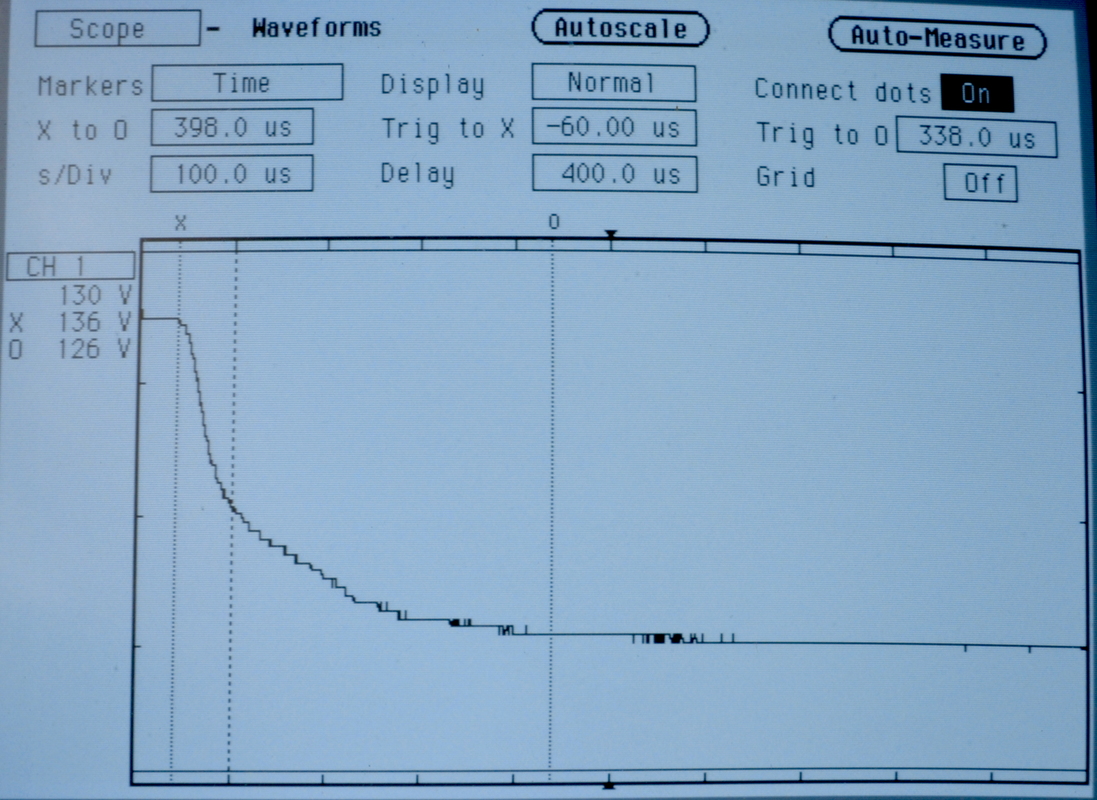 Scope - Waveforms Autoscale Auto-Measure
Markers Time Display Normal Connect dots On
X to O 398.0 us Trig to X -60.00 us Trig to O 338.0 us
s/Div 100.0 us Delay 400.0 us Grid Off
X O
CH 1
130 V
X 136 V
O 126 V